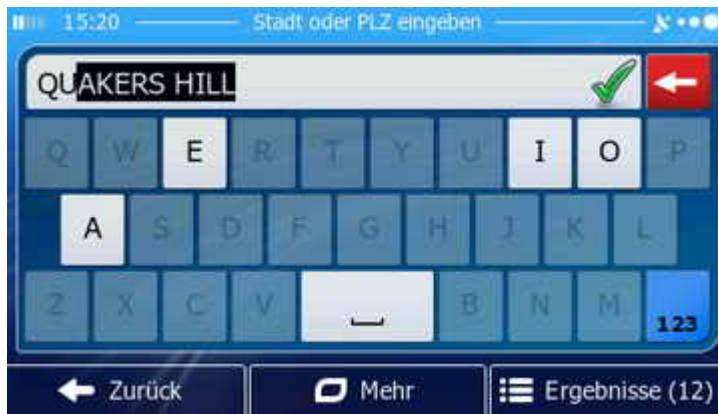 15:20 Stadt oder PLZ eingeben
QUAKERS HILL
Q W E R T Y U I O P
A S D F G H J K L
Z X C V B N M 123
Zurück Mehr Ergebnisse (12)